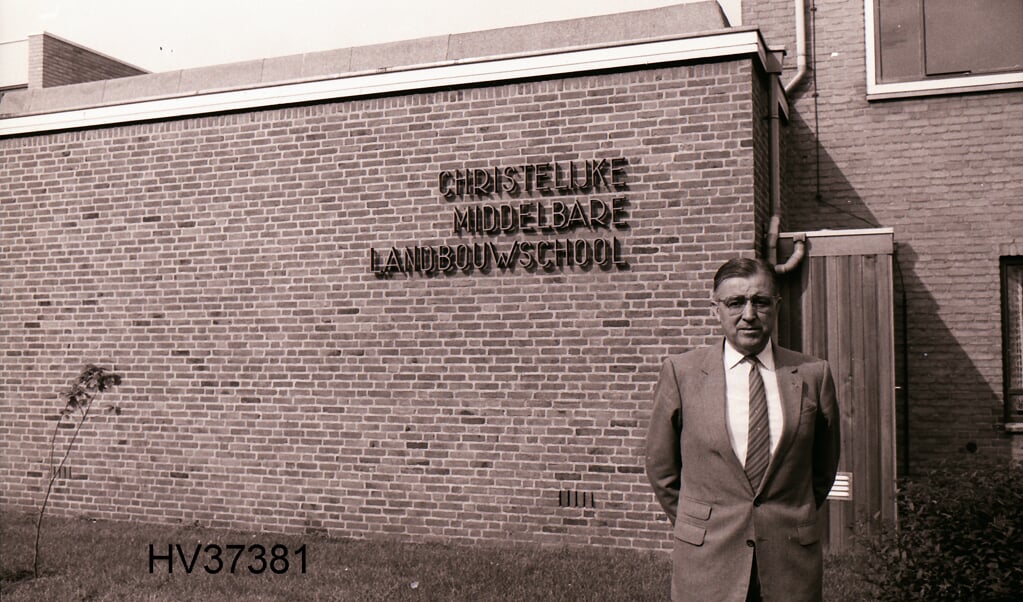 CHRISTELIJKE
MIDDELBARE
LANDBOUWSCHOOL
HV37381